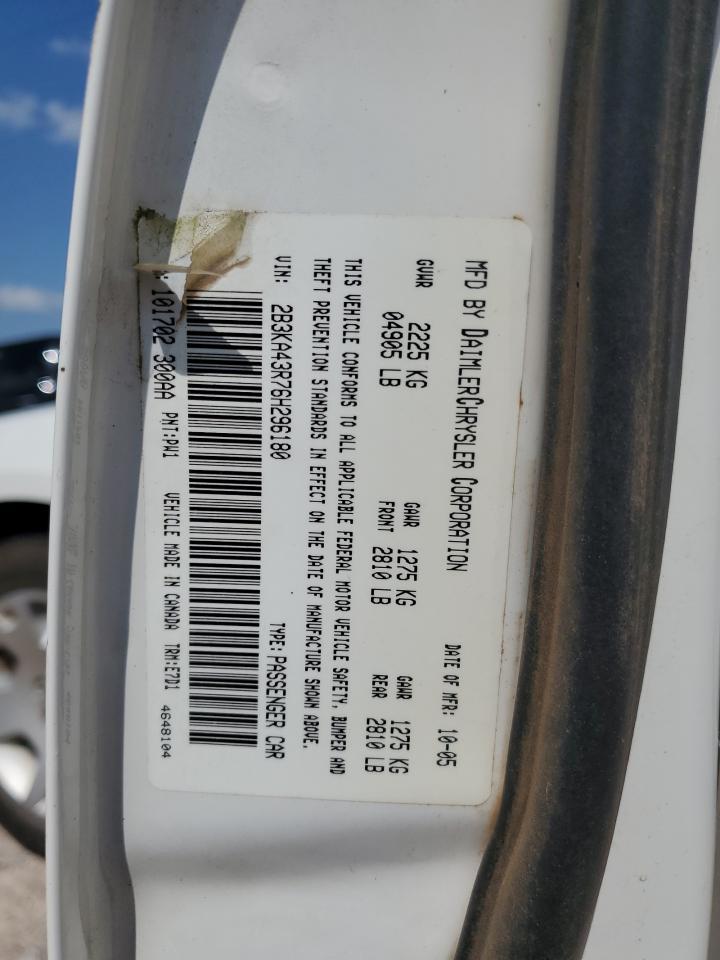 MFD BY DAIMLERCHRYSLER CORPORATION
DATE OF MFR: 10-05
GVWR 2225 KG
04905 LB
GAWR FRONT 1275 KG
2810 LB
GAWR REAR 1275 KG
2810 LB
THIS VEHICLE CONFORMS TO ALL APPLICABLE FEDERAL MOTOR VEHICLE SAFETY, BUMPER AND
THEFT PREVENTION STANDARDS IN EFFECT ON THE DATE OF MANUFACTURE SHOWN ABOVE.
VIN: 2B3KA43R76H296180 TYPE: PASSENGER CAR
: 101702 300AA PNT:PW1 VEHICLE MADE IN CANADA TRM:E7D1
4648104